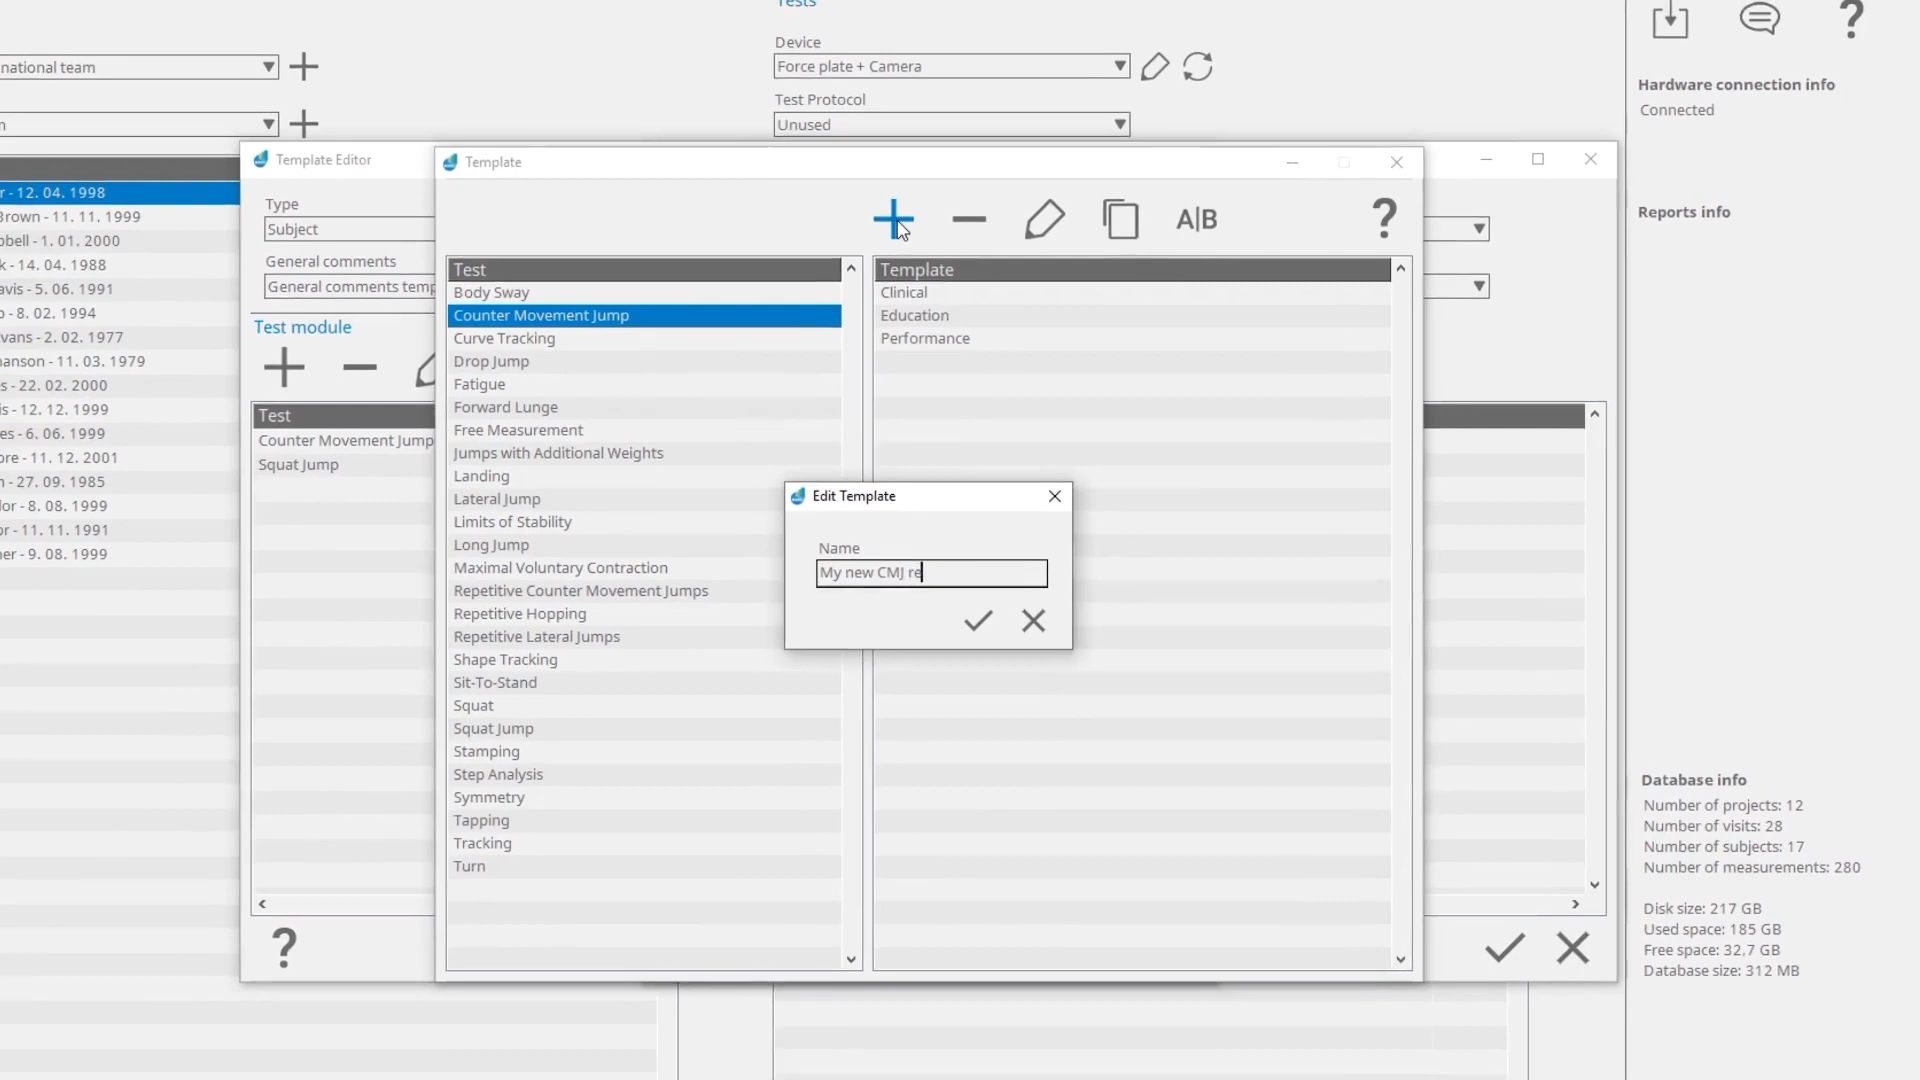 Tests
national team
Device
Force plate + Camera
Test Protocol
Unused
Hardware connection info
Connected
Reports info
r - 12. 04. 1998
Brown - 11. 11. 1999
bell - 1. 01. 2000
k - 14. 04. 1988
avis - 5. 06. 1991
o - 8. 02. 1994
vans - 2. 02. 1977
anson - 11. 03. 1979
s - 22. 02. 2000
is - 12. 12. 1999
es - 6. 06. 1999
ore - 11. 12. 2001
n - 27. 09. 1985
lor - 8. 08. 1999
or - 11. 11. 1991
ner - 9. 08. 1999
Template Editor
Type
Subject
General comments
General comments temp
Test module
Test
Counter Movement Jump
Squat Jump
?
Template
A|B
?
Test
Body Sway
Counter Movement Jump
Curve Tracking
Drop Jump
Fatigue
Forward Lunge
Free Measurement
Jumps with Additional Weights
Landing
Lateral Jump
Limits of Stability
Long Jump
Maximal Voluntary Contraction
Repetitive Counter Movement Jumps
Repetitive Hopping
Repetitive Lateral Jumps
Shape Tracking
Sit-To-Stand
Squat
Squat Jump
Stamping
Step Analysis
Symmetry
Tapping
Tracking
Turn
Template
Clinical
Education
Performance
Edit Template
Name
My new CMJ re
Database info
Number of projects: 12
Number of visits: 28
Number of subjects: 17
Number of measurements: 280
Disk size: 217 GB
Used space: 185 GB
Free space: 32,7 GB
Database size: 312 MB